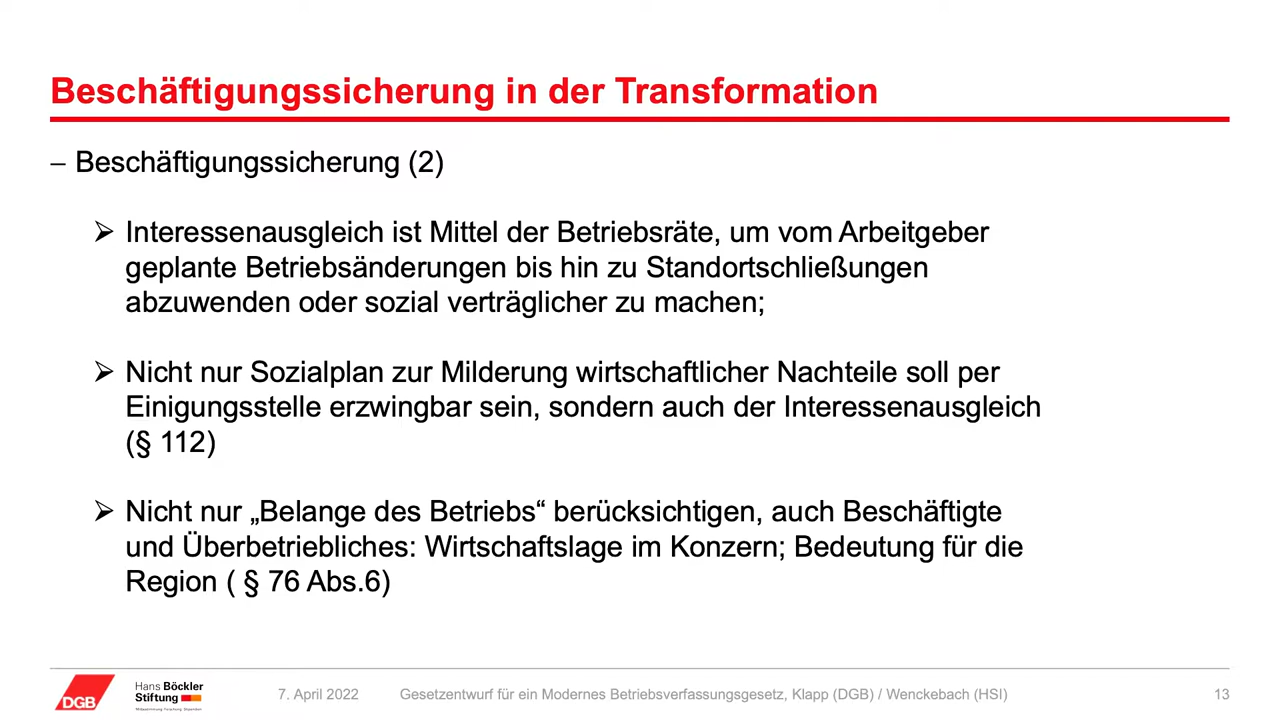 Beschäftigungssicherung in der Transformation
– Beschäftigungssicherung (2)
➢ Interessenausgleich ist Mittel der Betriebsräte, um vom Arbeitgeber
geplante Betriebsänderungen bis hin zu Standortschließungen
abzuwenden oder sozial verträglicher zu machen;
➢ Nicht nur Sozialplan zur Milderung wirtschaftlicher Nachteile soll per
Einigungsstelle erzwingbar sein, sondern auch der Interessenausgleich
(§ 112)
➢ Nicht nur „Belange des Betriebs“ berücksichtigen, auch Beschäftigte
und Überbetriebliches: Wirtschaftslage im Konzern; Bedeutung für die
Region ( § 76 Abs.6)
DGB
Hans Böckler
Stiftung
Mitbestimmung Forschung Stipendien
7. April 2022
Gesetzentwurf für ein Modernes Betriebsverfassungsgesetz, Klapp (DGB) / Wenckebach (HSI)
13